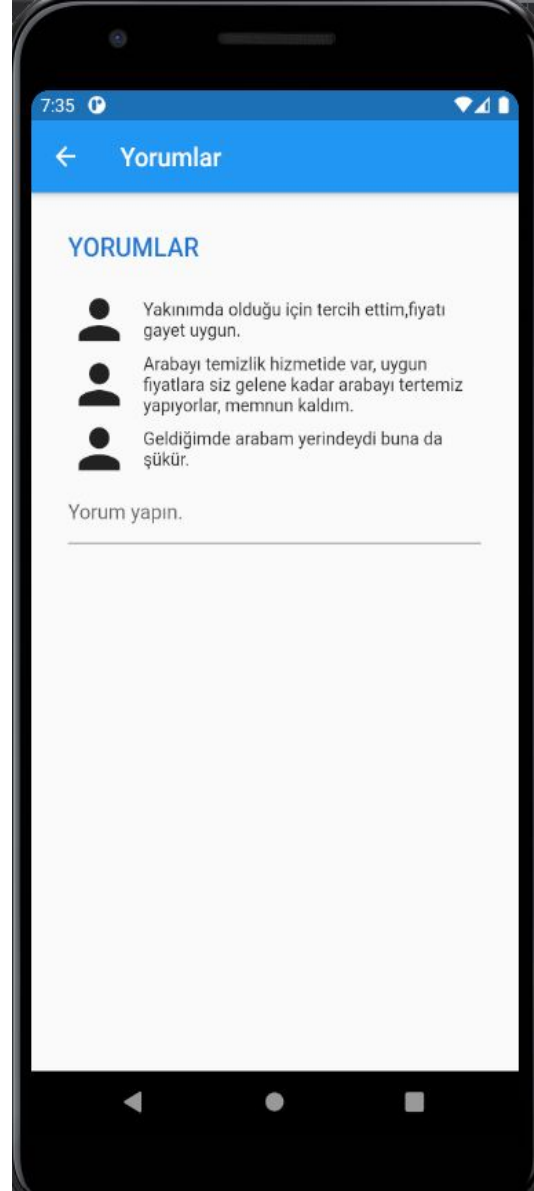 7:35
Yorumlar
YORUMLAR
Yakınımda olduğu için tercih ettim,fiyatı
gayet uygun.
Arabayı temizlik hizmetide var, uygun
fiyatlara siz gelene kadar arabayı tertemiz
yapıyorlar, memnun kaldım.
Geldiğimde arabam yerindeydi buna da
şükür.
Yorum yapın.